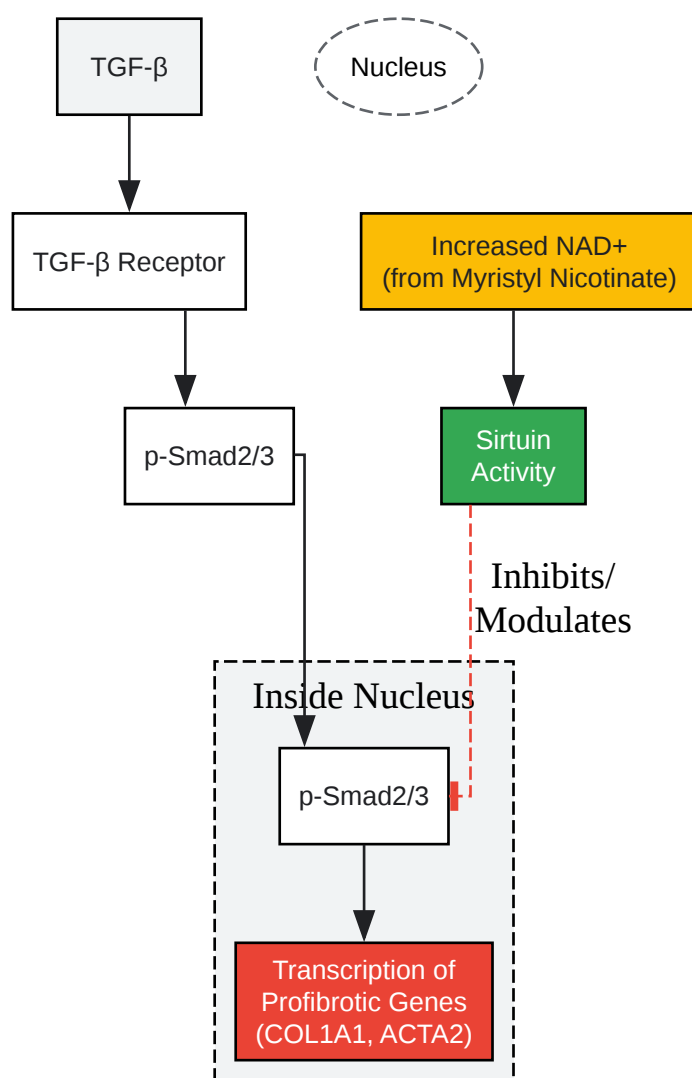 TGF-β
Nucleus
TGF-β Receptor
Increased NAD+
(from Myristyl Nicotinate)
p-Smad2/3
Sirtuin
Activity
Inhibits/
Modulates
Inside Nucleus
p-Smad2/3
Transcription of
Profibrotic Genes
(COL1A1, ACTA2)